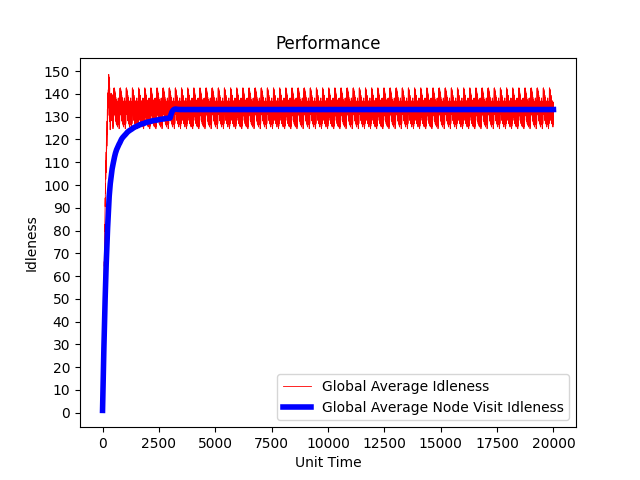 Performance
Idleness
150
140
130
120
110
100
90
80
70
60
50
40
30
20
10
0
Global Average Idleness
Global Average Node Visit Idleness
0 2500 5000 7500 10000 12500 15000 17500 20000
Unit Time